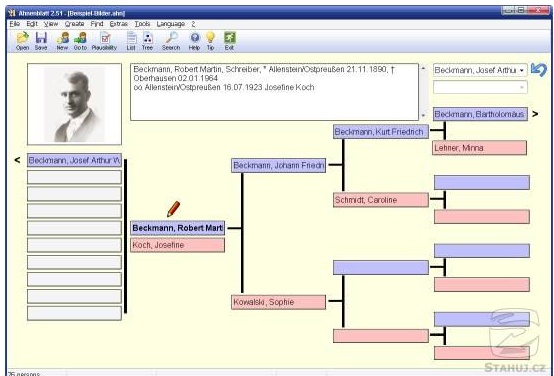 Ahnenblatt 2.51 - [Beispiel-Bilder.ahn]
File Edit View Create Find Extras Tools Language ?
Open Save New Go to Plausibility List Tree Search Help Tip Exit
Beckmann, Robert Martin, Schreiber, * Allenstein/Ostpreußen 21.11.1890, †
Oberhausen 02.01.1964
oo Allenstein/Ostpreußen 16.07.1923 Josefine Koch
Beckmann, Josef Arthu
Beckmann, Bartholomäus >
Beckmann, Kurt Friedrich
Lehner, Minna
< Beckmann, Josef Arthur W
Beckmann, Johann Friedr
Schmidt, Caroline
Beckmann, Robert Marti
Koch, Josefine
Kowalski, Sophie
STAHUJ.CZ
75 persons